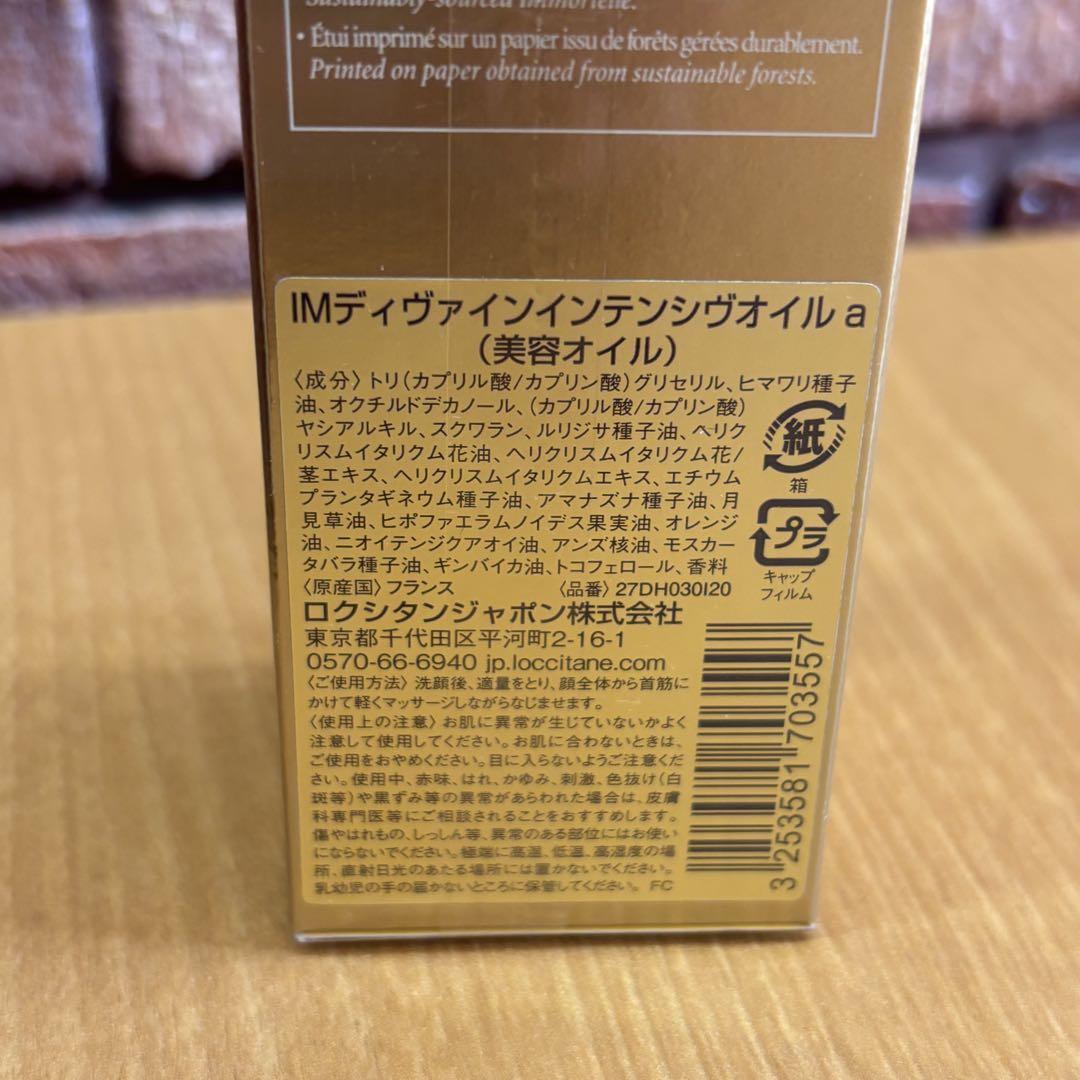 Sustainably-sourced immortelle.
• Étui imprimé sur un papier issu de forêts gérées durablement.
Printed on paper obtained from sustainable forests.
IMディヴァインインテンシヴオイル a
（美容オイル）
〈成分〉トリ（カプリル酸/カプリン酸）グリセリル、ヒマワリ種子
油、オクチルドデカノール、（カプリル酸/カプリン酸）
ヤシアルキル、スクワラン、ルリジサ種子油、ヘリク
リスムイタリクム花油、ヘリクリスムイタリクム花/
茎エキス、ヘリクリスムイタリクムエキス、エチウム
プランタギネウム種子油、アマナズナ種子油、月
見草油、ヒポファエラムノイデス果実油、オレンジ
油、ニオイテンジクアオイ油、アンズ核油、モスカー
タバラ種子油、ギンバイカ油、トコフェロール、香料
紙
箱
プラ
キャップ
フィルム
〈原産国〉フランス 〈品番〉27DH030I20
ロクシタンジャポン株式会社
東京都千代田区平河町2-16-1
0570-66-6940 jp.loccitane.com
〈ご使用方法〉洗顔後、適量をとり、顔全体から首筋に
かけて軽くマッサージしながらなじませます。
〈使用上の注意〉お肌に異常が生じていないかよく
注意して使用してください。お肌に合わないときは、
ご使用をおやめください。目に入らないようご注意くだ
さい。使用中、赤味、はれ、かゆみ、刺激、色抜け（白
斑等）や黒ずみ等の異常があらわれた場合は、皮膚
科専門医等にご相談されることをおすすめします。
傷やはれもの、しっしん等、異常のある部位にはお使い
にならないでください。極端に高温、低温、高湿度の場
所、直射日光のあたる場所には置かないでください。
乳幼児の手の届かないところに保管してください。 FC
3 253581 703557